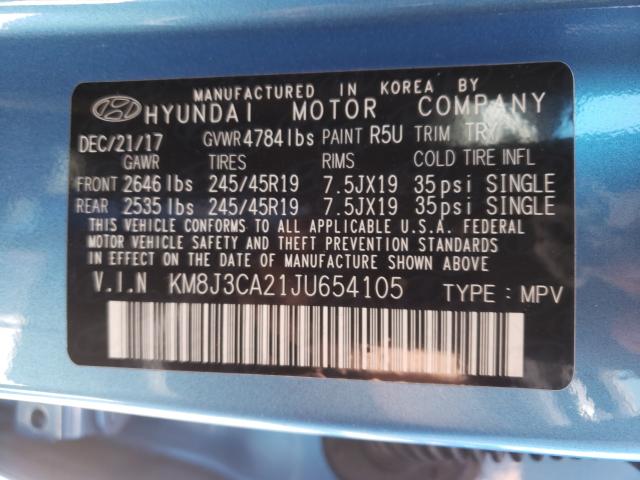 MANUFACTURED IN KOREA BY
HYUNDAI MOTOR COMPANY
DEC/21/17 GVWR 4784lbs PAINT R5U TRIM TRY
GAWR TIRES RIMS COLD TIRE INFL
FRONT 2646 lbs 245/45R19 7.5JX19 35psi SINGLE
REAR 2535 lbs 245/45R19 7.5JX19 35psi SINGLE
THIS VEHICLE CONFORMS TO ALL APPLICABLE U.S.A. FEDERAL
MOTOR VEHICLE SAFETY AND THEFT PREVENTION STANDARDS
IN EFFECT ON THE DATE OF MANUFACTURE SHOWN ABOVE
V.I.N KM8J3CA21JU654105 TYPE : MPV